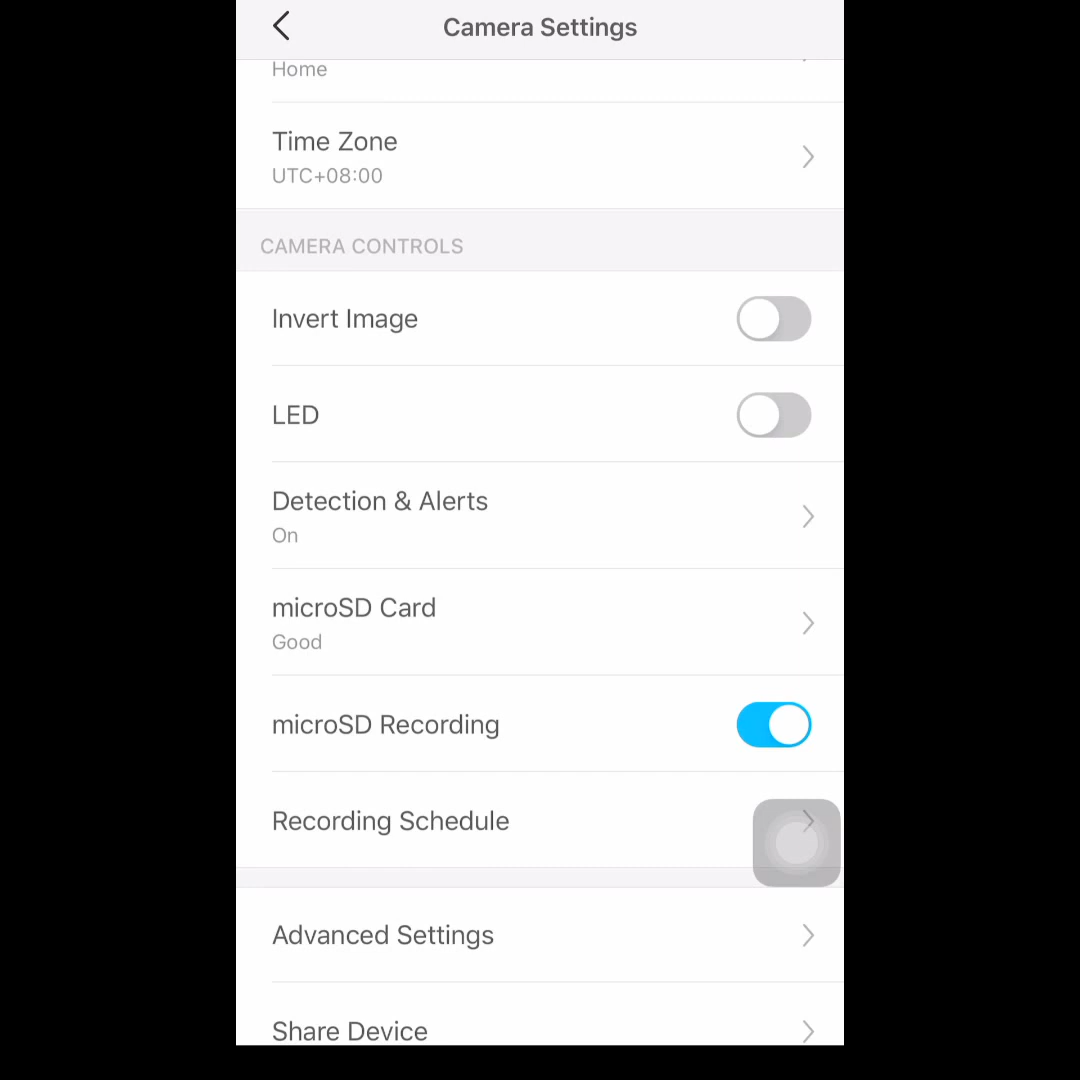 Camera Settings
Home
Time Zone
UTC+08:00
CAMERA CONTROLS
Invert Image
LED
Detection & Alerts
On
microSD Card
Good
microSD Recording
Recording Schedule
Advanced Settings
Share Device